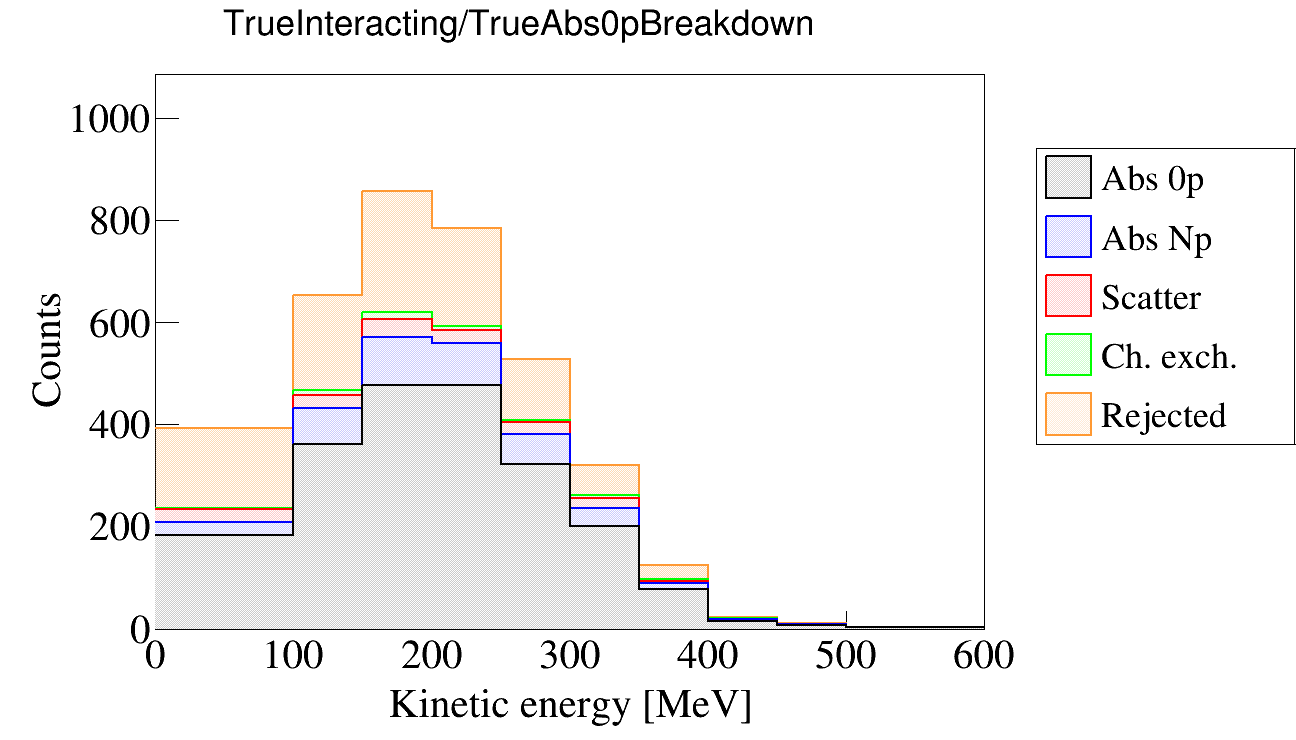 TrueInteracting/TrueAbs0pBreakdown
1000
800
600
400
200
0
Counts
0 100 200 300 400 500 600
Kinetic energy [MeV]
Abs 0p
Abs Np
Scatter
Ch. exch.
Rejected